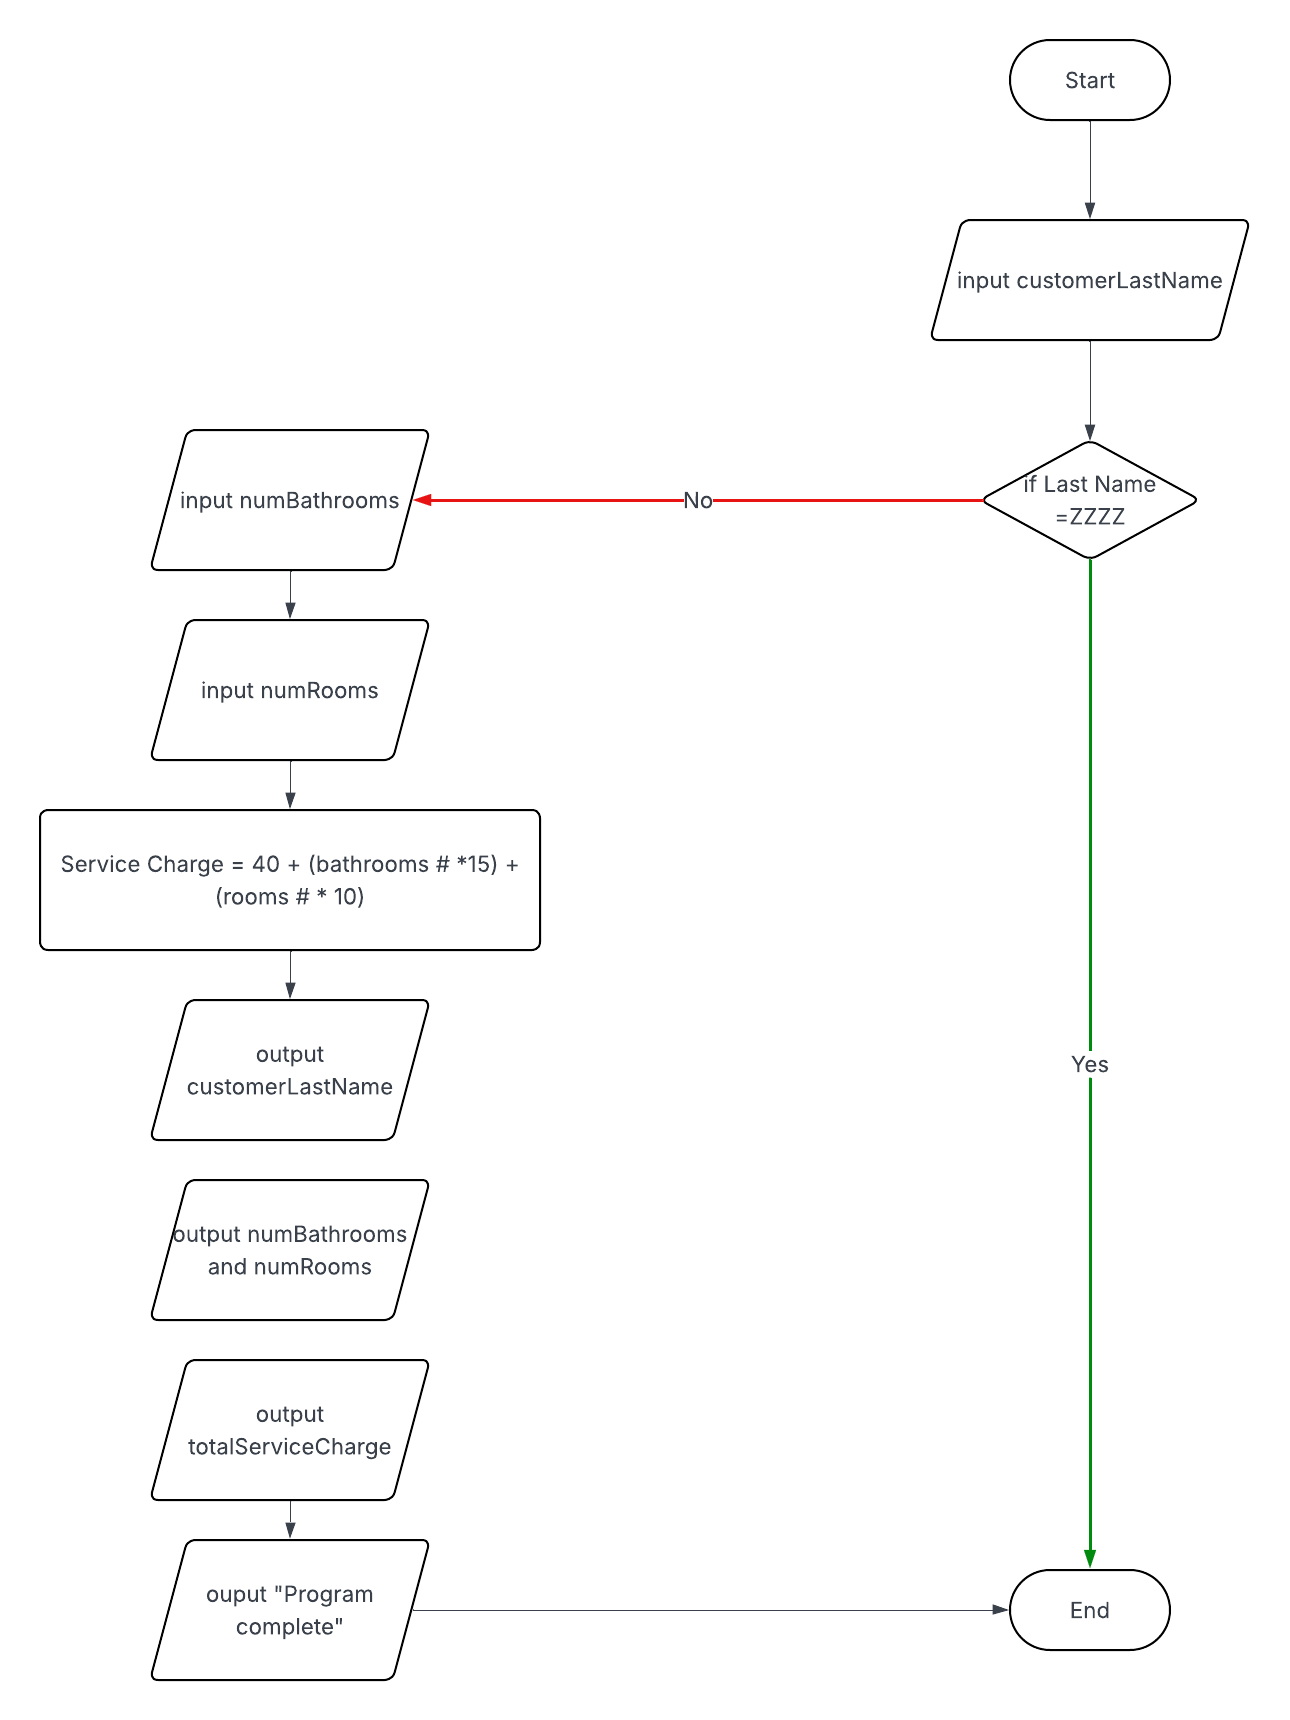 Start
input customerLastName
if Last Name
=ZZZZ
No
input numBathrooms
input numRooms
Service Charge = 40 + (bathrooms # *15) +
(rooms # * 10)
output
customerLastName
Yes
output numBathrooms
and numRooms
output
totalServiceCharge
ouput "Program
complete"
End